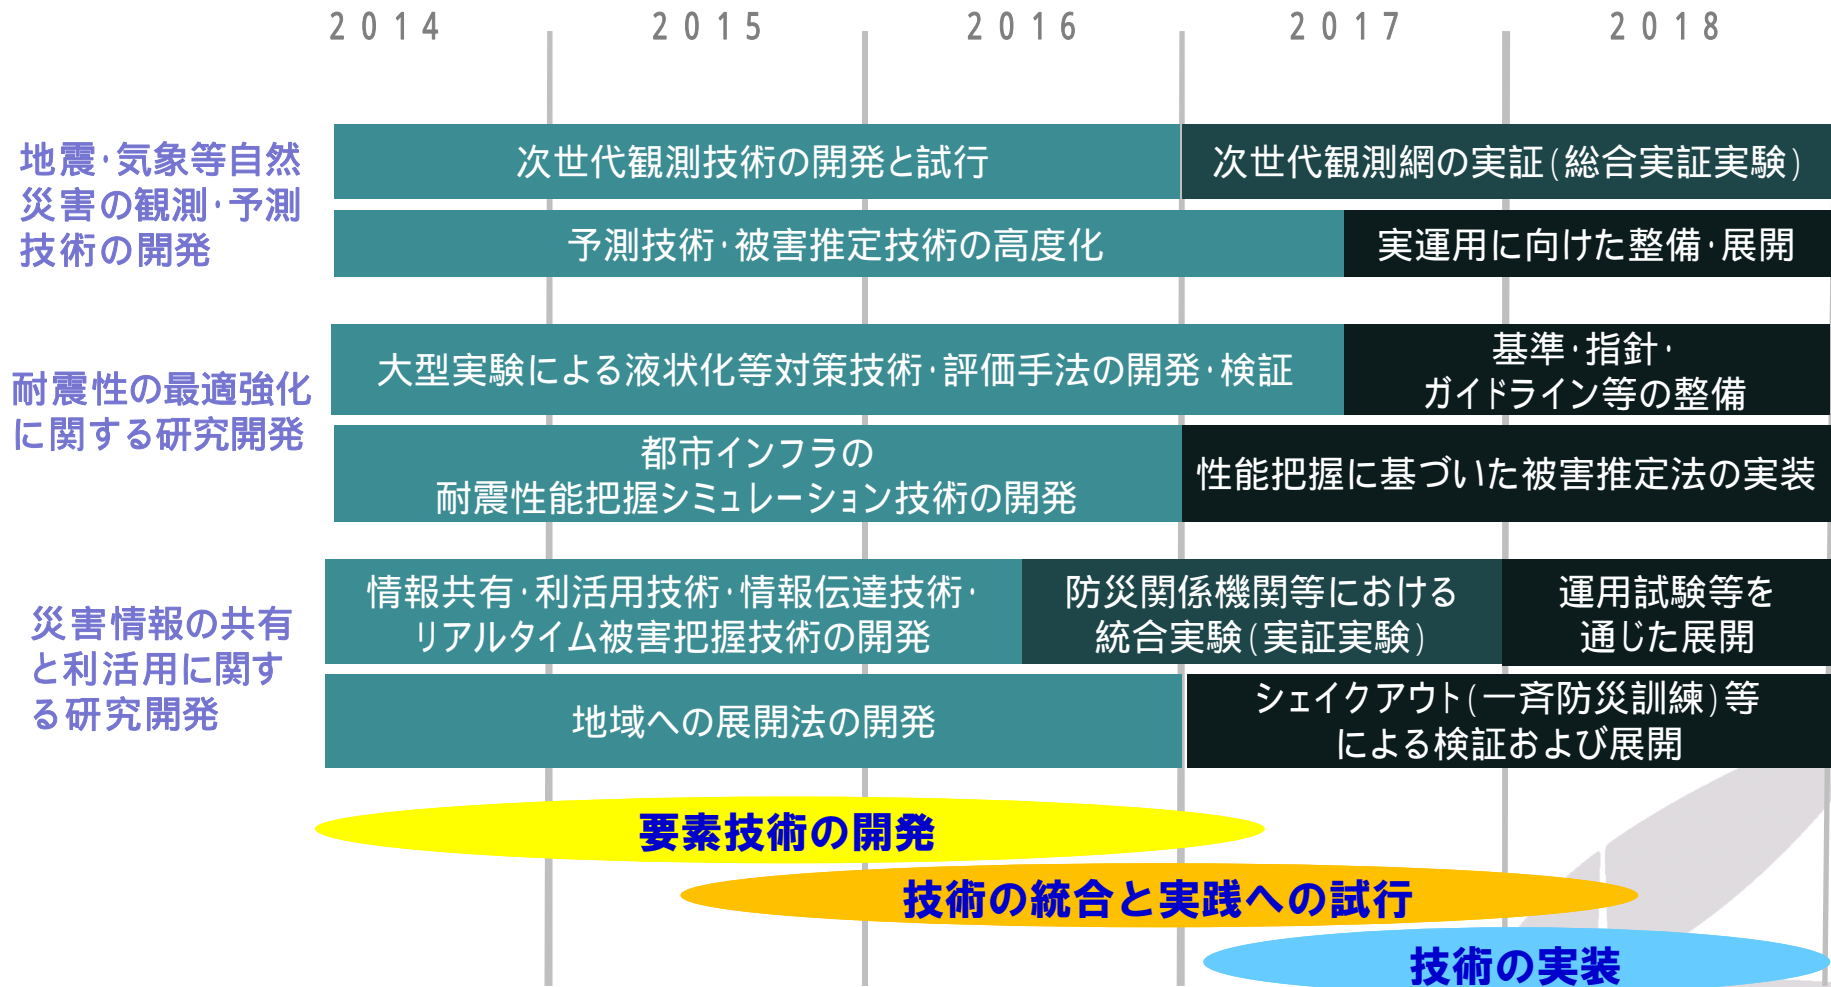 2014 2015 2016 2017 2018
地震・気象等自然
災害の観測・予測
技術の開発
次世代観測技術の開発と試行
次世代観測網の実証(総合実証実験)
予測技術・被害推定技術の高度化
実運用に向けた整備・展開
耐震性の最適強化
に関する研究開発
大型実験による液状化等対策技術・評価手法の開発・検証
基準・指針・
ガイドライン等の整備
都市インフラの
耐震性能把握シミュレーション技術の開発
性能把握に基づいた被害推定法の実装
災害情報の共有
と利活用に関す
る研究開発
情報共有・利活用技術・情報伝達技術・
リアルタイム被害把握技術の開発
防災関係機関等における
統合実験(実証実験)
運用試験等を
通じた展開
地域への展開法の開発
シェイクアウト(一斉防災訓練)等
による検証および展開
要素技術の開発
技術の統合と実践への試行
技術の実装